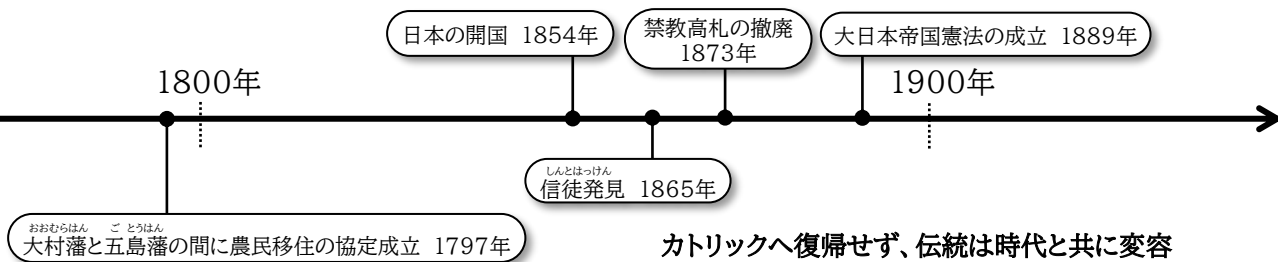 日本の開国 1854年
禁教高札の撤廃
1873年
大日本帝国憲法の成立 1889年
1800年
1900年
しんとはっけん
信徒発見 1865年
おおむらはん ごとうはん
大村藩と五島藩の間に農民移住の協定成立 1797年
カトリックへ復帰せず、伝統は時代と共に変容